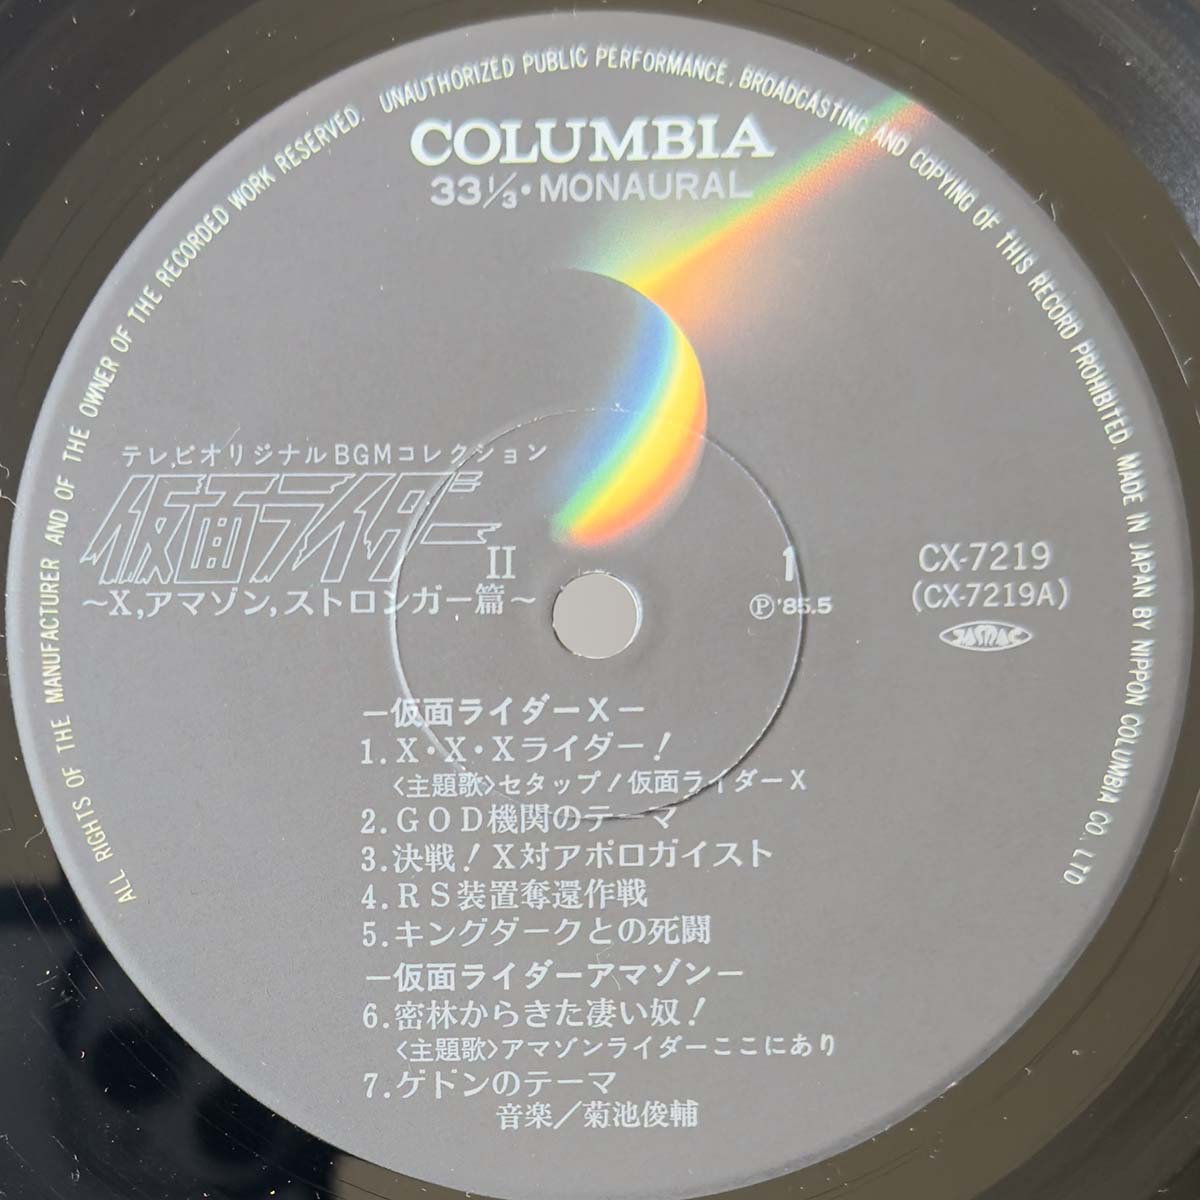 ALL RIGHTS OF THE MANUFACTURER AND OF THE OWNER OF THE RECORDED WORK RESERVED. UNAUTHORIZED PUBLIC PERFORMANCE, BROADCASTING AND COPYING OF THIS RECORD PROHIBITED. MADE IN JAPAN BY NIPPON COLUMBIA CO., LTD
COLUMBIA
33⅓・MONAURAL
テレビオリジナルBGMコレクション
仮面ライダー II
〜X,アマゾン,ストロンガー篇〜
1
Ⓟ'85.5
CX-7219
(CX-7219A)
JASRAC
ー仮面ライダーXー
1.X・X・Xライダー!
〈主題歌〉セタップ!仮面ライダーX
2.GOD機関のテーマ
3.決戦!X対アポロガイスト
4.RS装置奪還作戦
5.キングダークとの死闘
ー仮面ライダーアマゾンー
6.密林からきた凄い奴!
〈主題歌〉アマゾンライダーここにあり
7.ゲドンのテーマ
音楽/菊池俊輔